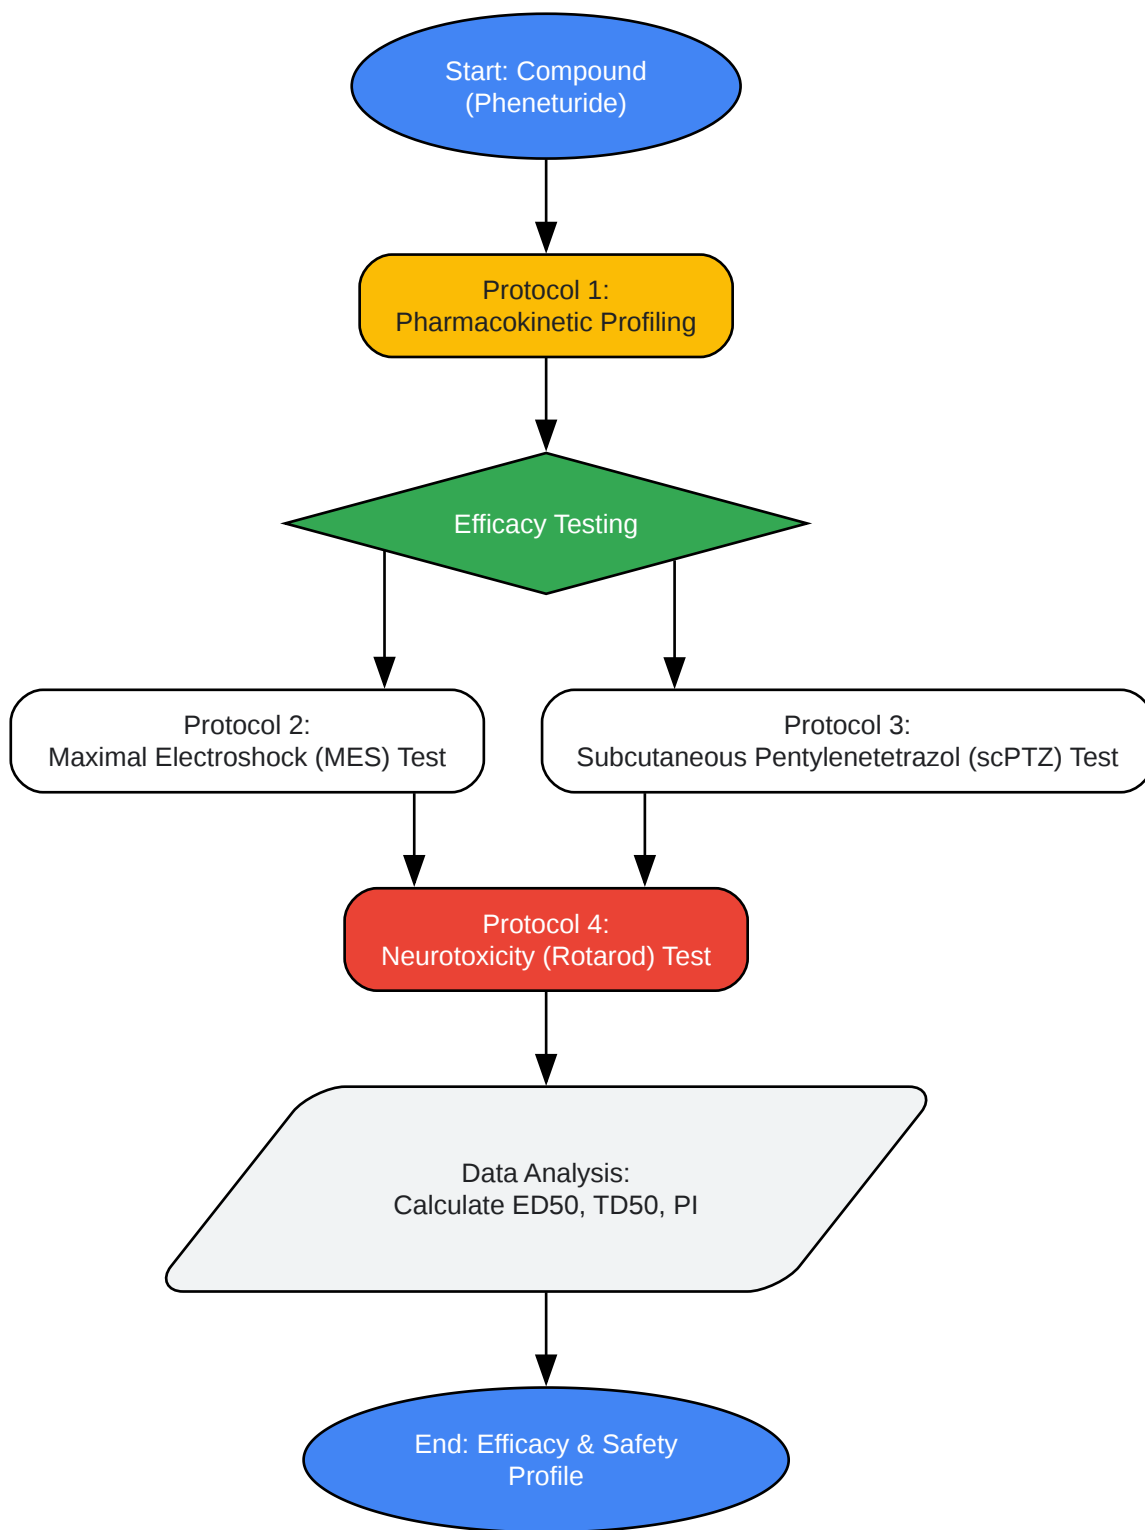 Start: Compound
(Pheneturide)
Protocol 1:
Pharmacokinetic Profiling
Efficacy Testing
Protocol 2:
Maximal Electroshock (MES) Test
Protocol 3:
Subcutaneous Pentylenetetrazol (scPTZ) Test
Protocol 4:
Neurotoxicity (Rotarod) Test
Data Analysis:
Calculate ED50, TD50, PI
End: Efficacy & Safety
Profile